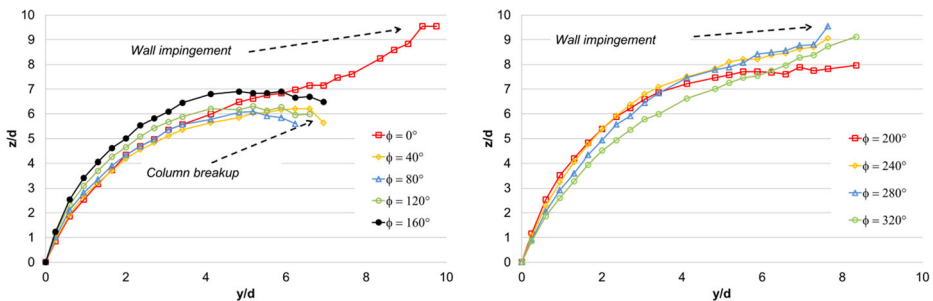 10
9
8
7
6
5
4
3
2
1
0
z/d
Wall impingement
Column breakup
ϕ = 0°
ϕ = 40°
ϕ = 80°
ϕ = 120°
ϕ = 160°
0 2 4 6 8 10
y/d
10
9
8
7
6
5
4
3
2
1
0
z/d
Wall impingement
ϕ = 200°
ϕ = 240°
ϕ = 280°
ϕ = 320°
0 2 4 6 8 10
y/d